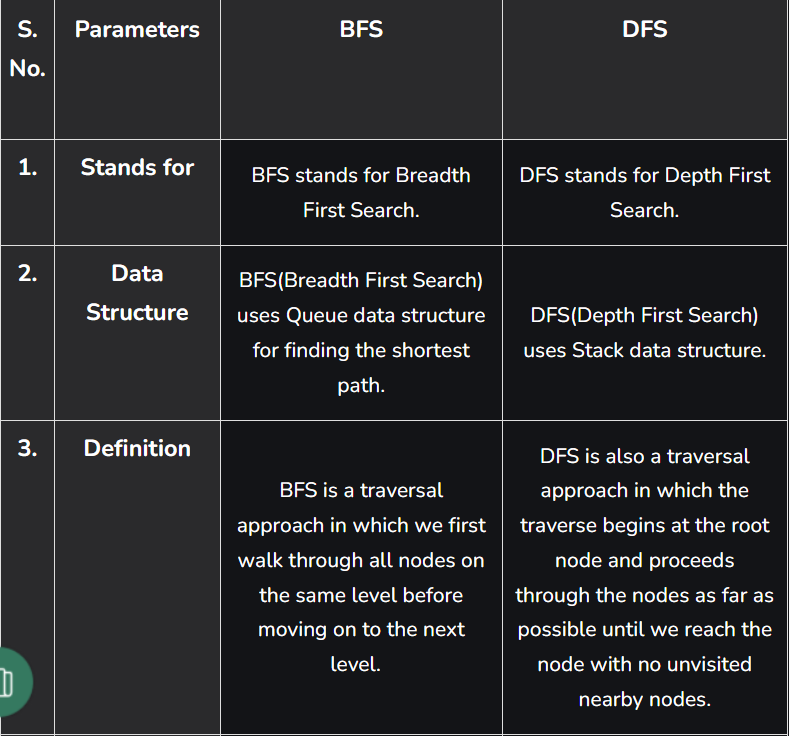 S. No.
Parameters
BFS
DFS
1.
Stands for
BFS stands for Breadth
First Search.
DFS stands for Depth First
Search.
2.
Data
Structure
BFS(Breadth First Search)
uses Queue data structure
for finding the shortest
path.
DFS(Depth First Search)
uses Stack data structure.
3.
Definition
BFS is a traversal
approach in which we first
walk through all nodes on
the same level before
moving on to the next
level.
DFS is also a traversal
approach in which the
traverse begins at the root
node and proceeds
through the nodes as far as
possible until we reach the
node with no unvisited
nearby nodes.